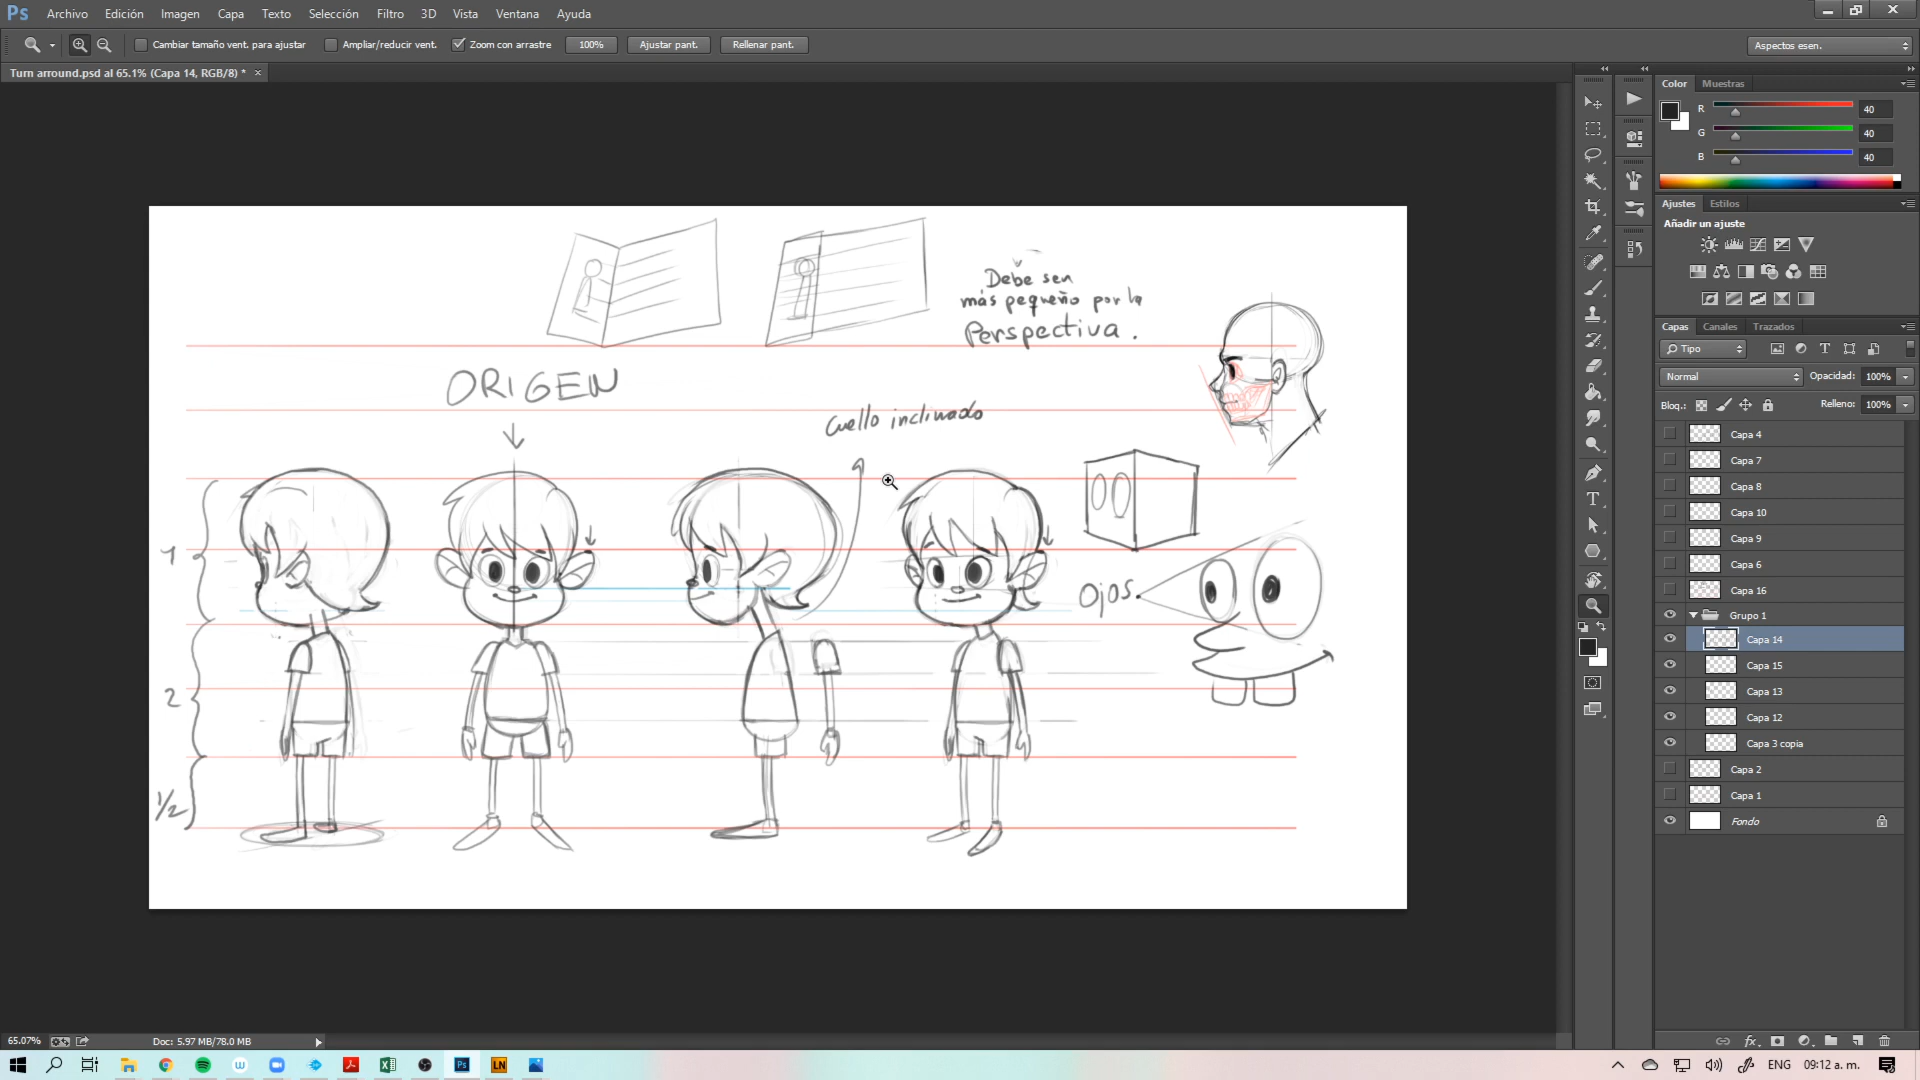 Ps Archivo Edición Imagen Capa Texto Selección Filtro 3D Vista Ventana Ayuda
Cambiar tamaño vent. para ajustar Ampliar/reducir vent. Zoom con arrastre 100% Ajustar pant. Rellenar pant. Aspectos esen.
Turn arround.psd al 65.1% (Capa 14, RGB/8) * ×
Color Muestras
R 40
G 40
B 40
Ajustes Estilos
Añadir un ajuste
Capas Canales Trazados
Tipo
Normal Opacidad: 100%
Bloq.: Relleno: 100%
Capa 4
Capa 7
Capa 8
Capa 10
Capa 9
Capa 6
Capa 16
Grupo 1
Capa 14
Capa 15
Capa 13
Capa 12
Capa 3 copia
Capa 2
Capa 1
Fondo
Debe ser
más pequeño por la
Perspectiva.
ORIGEN
Cuello inclinado
1
Ojos
2
1/2
65.07% Doc: 5.97 MB/78.0 MB
W Ps LN ENG 09:12 a. m.